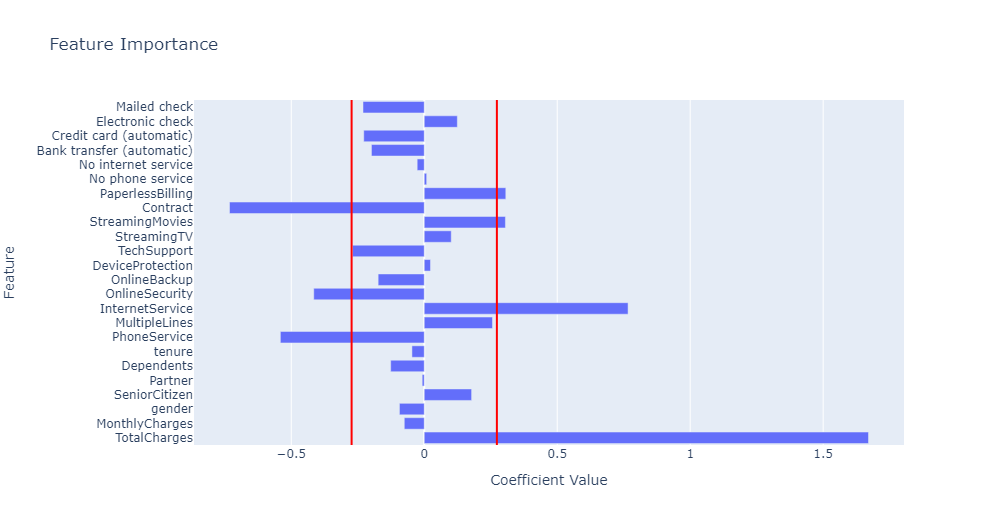 Feature Importance
Feature
Mailed check
Electronic check
Credit card (automatic)
Bank transfer (automatic)
No internet service
No phone service
PaperlessBilling
Contract
StreamingMovies
StreamingTV
TechSupport
DeviceProtection
OnlineBackup
OnlineSecurity
InternetService
MultipleLines
PhoneService
tenure
Dependents
Partner
SeniorCitizen
gender
MonthlyCharges
TotalCharges
−0.5 0 0.5 1 1.5
Coefficient Value